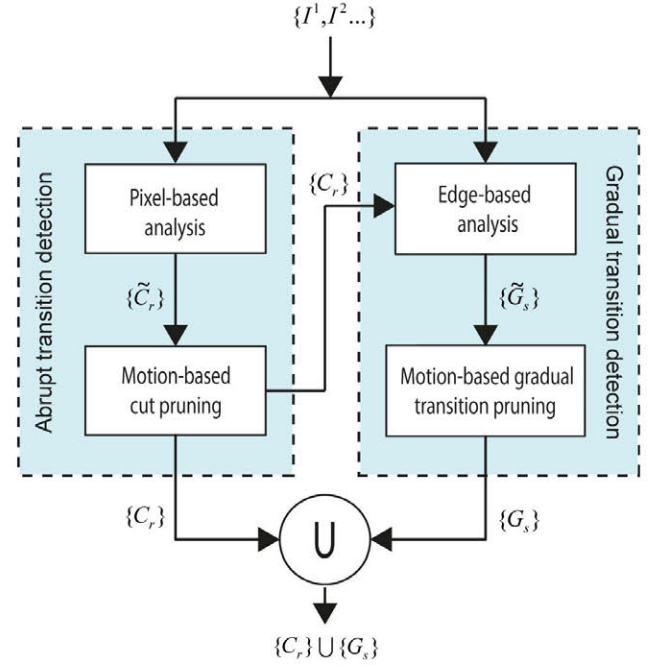 {I¹,I²...}
Abrupt transition detection
Pixel-based
analysis
{C̃ᵣ}
Motion-based
cut pruning
{Cᵣ}
Edge-based
analysis
{G̃ₛ}
Motion-based gradual
transition pruning
Gradual transition detection
{Cᵣ}
{Gₛ}
U
{Cᵣ}∪{Gₛ}